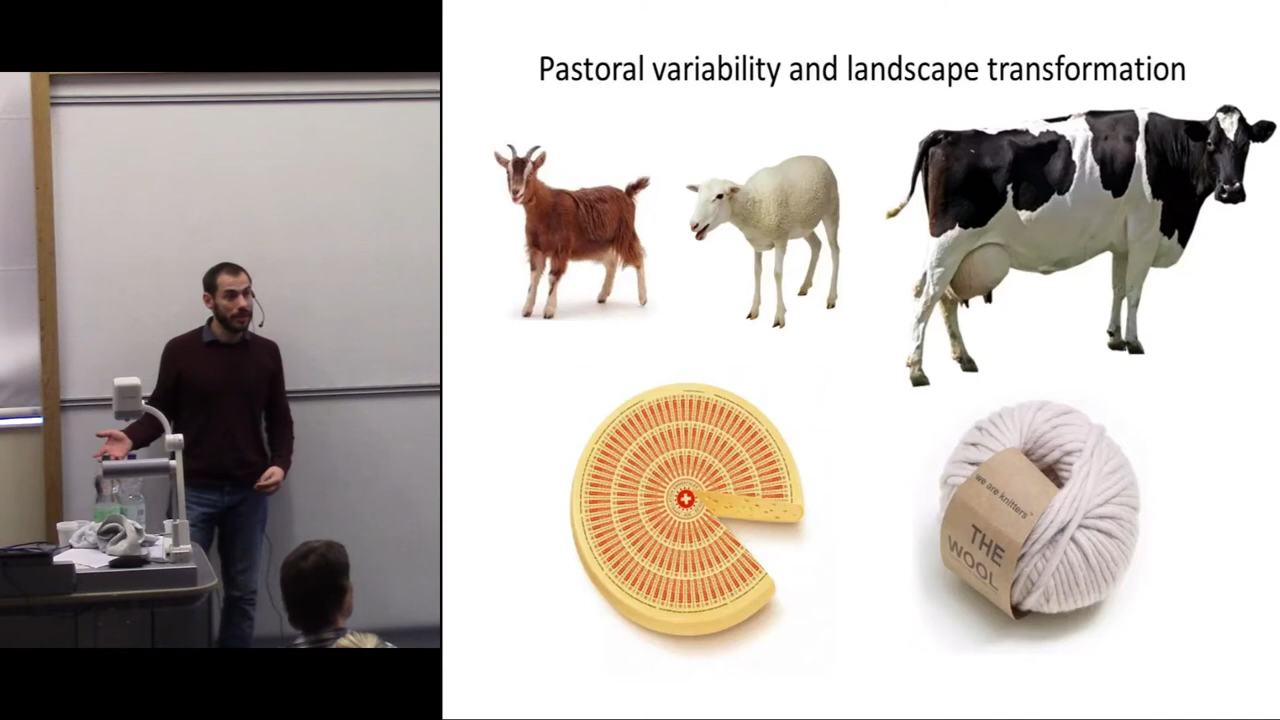 Pastoral variability and landscape transformation
we are knitters
THE
WOOL